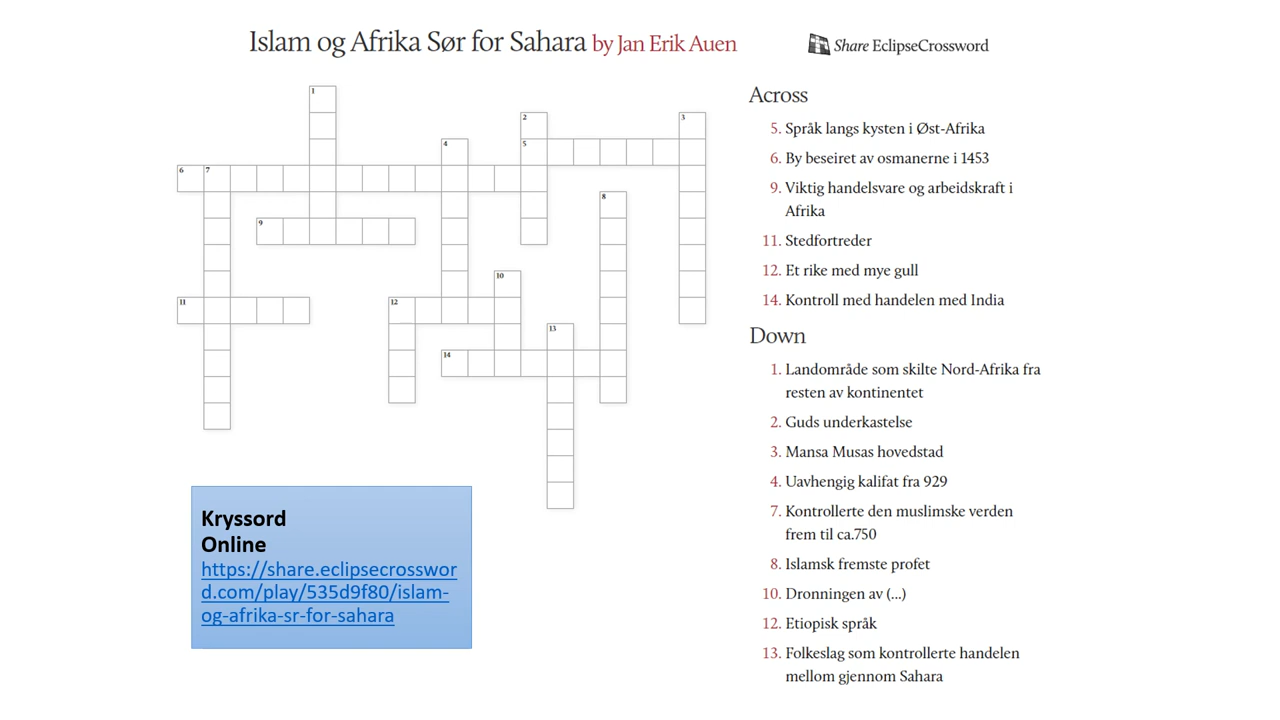 Islam og Afrika Sør for Sahara by Jan Erik Auen
Share EclipseCrossword
1
2
3
4
5
6
7
8
9
10
11
12
13
14
Across
5. Språk langs kysten i Øst-Afrika
6. By beseiret av osmanerne i 1453
9. Viktig handelsvare og arbeidskraft i
Afrika
11. Stedfortreder
12. Et rike med mye gull
14. Kontroll med handelen med India
Down
1. Landområde som skilte Nord-Afrika fra
resten av kontinentet
2. Guds underkastelse
3. Mansa Musas hovedstad
4. Uavhengig kalifat fra 929
7. Kontrollerte den muslimske verden
frem til ca.750
8. Islamsk fremste profet
10. Dronningen av (...)
12. Etiopisk språk
13. Folkeslag som kontrollerte handelen
mellom gjennom Sahara
Kryssord
Online
https://share.eclipsecrosswor
d.com/play/535d9f80/islam-
og-afrika-sr-for-sahara